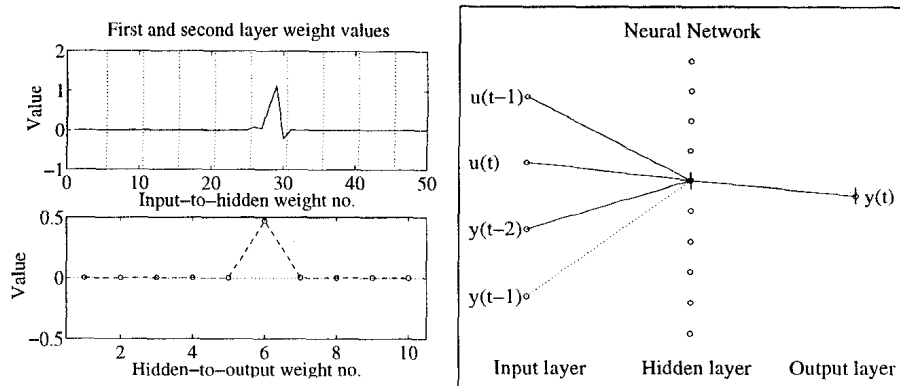 First and second layer weight values
2
1
0
-1
Value
0 10 20 30 40 50
Input-to-hidden weight no.
0.5
0
-0.5
Value
2 4 6 8 10
Hidden-to-output weight no.
Neural Network
u(t-1)
u(t)
y(t-2)
y(t-1)
y(t)
Input layer Hidden layer Output layer